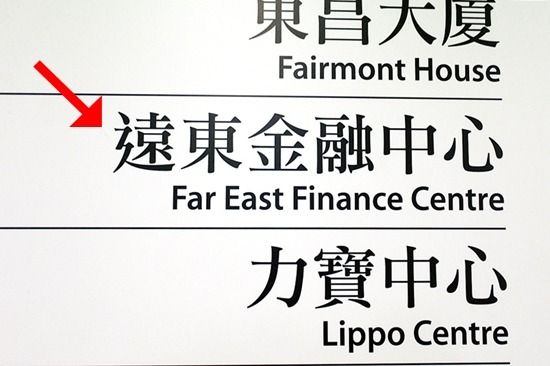 東昌大廈
Fairmont House
遠東金融中心
Far East Finance Centre
力寶中心
Lippo Centre